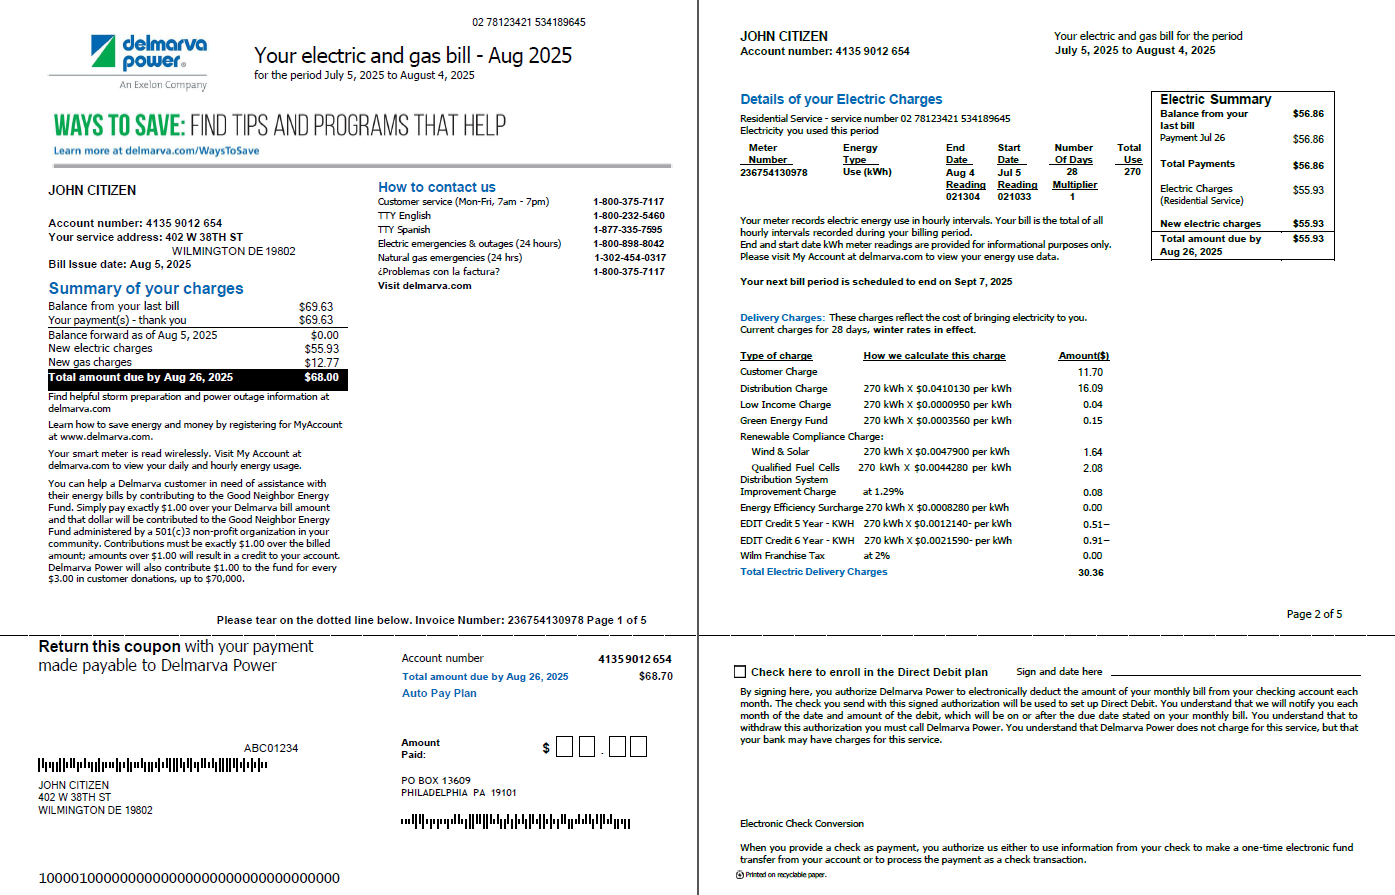 02 78123421 534189645
delmarva
power®
An Exelon Company
Your electric and gas bill - Aug 2025
for the period July 5, 2025 to August 4, 2025
WAYS TO SAVE: FIND TIPS AND PROGRAMS THAT HELP
Learn more at delmarva.com/WaysToSave
JOHN CITIZEN
Account number: 4135 9012 654
Your service address: 402 W 38TH ST
WILMINGTON DE 19802
Bill Issue date: Aug 5, 2025
Summary of your charges
Balance from your last bill $69.63
Your payment(s) - thank you $69.63
Balance forward as of Aug 5, 2025 $0.00
New electric charges $55.93
New gas charges $12.77
Total amount due by Aug 26, 2025 $68.00
Find helpful storm preparation and power outage information at
delmarva.com
Learn how to save energy and money by registering for MyAccount
at www.delmarva.com.
Your smart meter is read wirelessly. Visit My Account at
delmarva.com to view your daily and hourly energy usage.
You can help a Delmarva customer in need of assistance with
their energy bills by contributing to the Good Neighbor Energy
Fund. Simply pay exactly $1.00 over your Delmarva bill amount
and that dollar will be contributed to the Good Neighbor Energy
Fund administered by a 501(c)3 non-profit organization in your
community. Contributions must be exactly $1.00 over the billed
amount; amounts over $1.00 will result in a credit to your account.
Delmarva Power will also contribute $1.00 to the fund for every
$3.00 in customer donations, up to $70,000.
How to contact us
Customer service (Mon-Fri, 7am - 7pm) 1-800-375-7117
TTY English 1-800-232-5460
TTY Spanish 1-877-335-7595
Electric emergencies & outages (24 hours) 1-800-898-8042
Natural gas emergencies (24 hrs) 1-302-454-0317
¿Problemas con la factura? 1-800-375-7117
Visit delmarva.com
Please tear on the dotted line below. Invoice Number: 236754130978 Page 1 of 5
Return this coupon with your payment
made payable to Delmarva Power
Account number 4135 9012 654
Total amount due by Aug 26, 2025 $68.70
Auto Pay Plan
ABC01234
JOHN CITIZEN
402 W 38TH ST
WILMINGTON DE 19802
Amount
Paid:
$ .
PO BOX 13609
PHILADELPHIA PA 19101
10000100000000000000000000000000000000
JOHN CITIZEN
Account number: 4135 9012 654
Your electric and gas bill for the period
July 5, 2025 to August 4, 2025
Details of your Electric Charges
Residential Service - service number 02 78123421 534189645
Electricity you used this period
Meter Energy End Start Number Total
Number Type Date Date Of Days Use
236754130978 Use (kWh) Aug 4 Jul 5 28 270
Reading Reading Multiplier
021304 021033 1
Your meter records electric energy use in hourly intervals. Your bill is the total of all
hourly intervals recorded during your billing period.
End and start date kWh meter readings are provided for informational purposes only.
Please visit My Account at delmarva.com to view your energy use data.
Your next bill period is scheduled to end on Sept 7, 2025
Electric Summary
Balance from your $56.86
last bill
Payment Jul 26 $56.86
Total Payments $56.86
Electric Charges $55.93
(Residential Service)
New electric charges $55.93
Total amount due by $55.93
Aug 26, 2025
Delivery Charges: These charges reflect the cost of bringing electricity to you.
Current charges for 28 days, winter rates in effect.
Type of charge How we calculate this charge Amount($)
Customer Charge 11.70
Distribution Charge 270 kWh X $0.0410130 per kWh 16.09
Low Income Charge 270 kWh X $0.0000950 per kWh 0.04
Green Energy Fund 270 kWh X $0.0003560 per kWh 0.15
Renewable Compliance Charge:
Wind & Solar 270 kWh X $0.0047900 per kWh 1.64
Qualified Fuel Cells 270 kWh X $0.0044280 per kWh 2.08
Distribution System
Improvement Charge at 1.29% 0.08
Energy Efficiency Surcharge 270 kWh X $0.0008280 per kWh 0.00
EDIT Credit 5 Year - KWH 270 kWh X $0.0012140- per kWh 0.51–
EDIT Credit 6 Year - KWH 270 kWh X $0.0021590- per kWh 0.91–
Wilm Franchise Tax at 2% 0.00
Total Electric Delivery Charges 30.36
Page 2 of 5
Check here to enroll in the Direct Debit plan Sign and date here
By signing here, you authorize Delmarva Power to electronically deduct the amount of your monthly bill from your checking account each
month. The check you send with this signed authorization will be used to set up Direct Debit. You understand that we will notify you each
month of the date and amount of the debit, which will be on or after the due date stated on your monthly bill. You understand that to
withdraw this authorization you must call Delmarva Power. You understand that Delmarva Power does not charge for this service, but that
your bank may have charges for this service.
Electronic Check Conversion
When you provide a check as payment, you authorize us either to use information from your check to make a one-time electronic fund
transfer from your account or to process the payment as a check transaction.
Printed on recyclable paper.